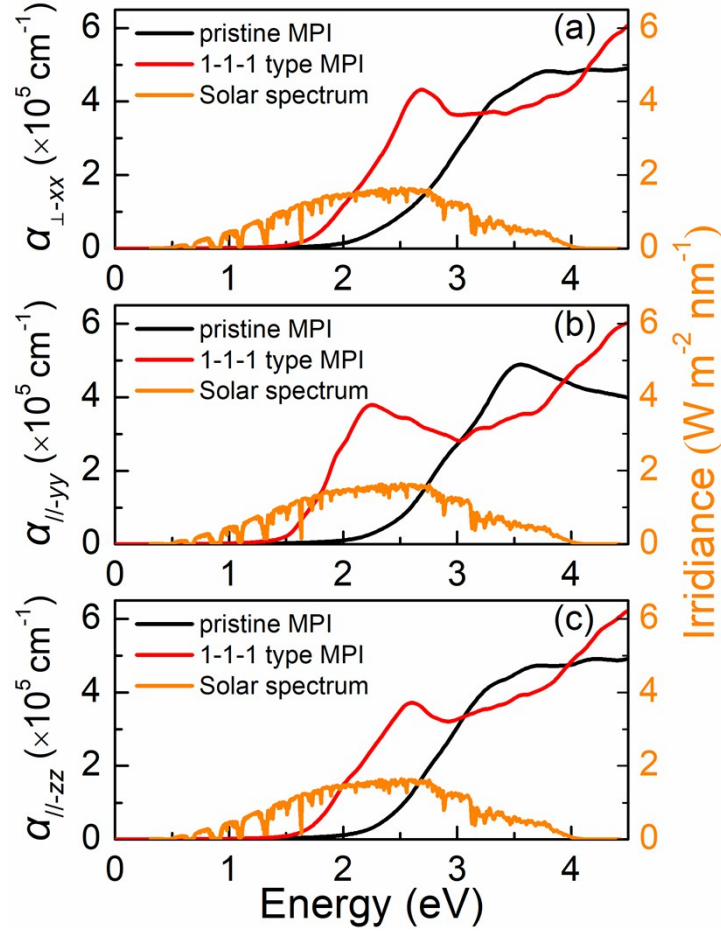 6
4
2
0
α⊥-xx (×10⁵ cm⁻¹)
pristine MPI
1-1-1 type MPI
Solar spectrum
(a)
6
4
2
0
0 1 2 3 4
6
4
2
0
α//-yy (×10⁵ cm⁻¹)
pristine MPI
1-1-1 type MPI
Solar spectrum
(b)
6
4
2
0
0 1 2 3 4
6
4
2
0
α//-zz (×10⁵ cm⁻¹)
pristine MPI
1-1-1 type MPI
Solar spectrum
(c)
6
4
2
0
0 1 2 3 4
Energy (eV)
Irridiance (W m⁻² nm⁻¹)